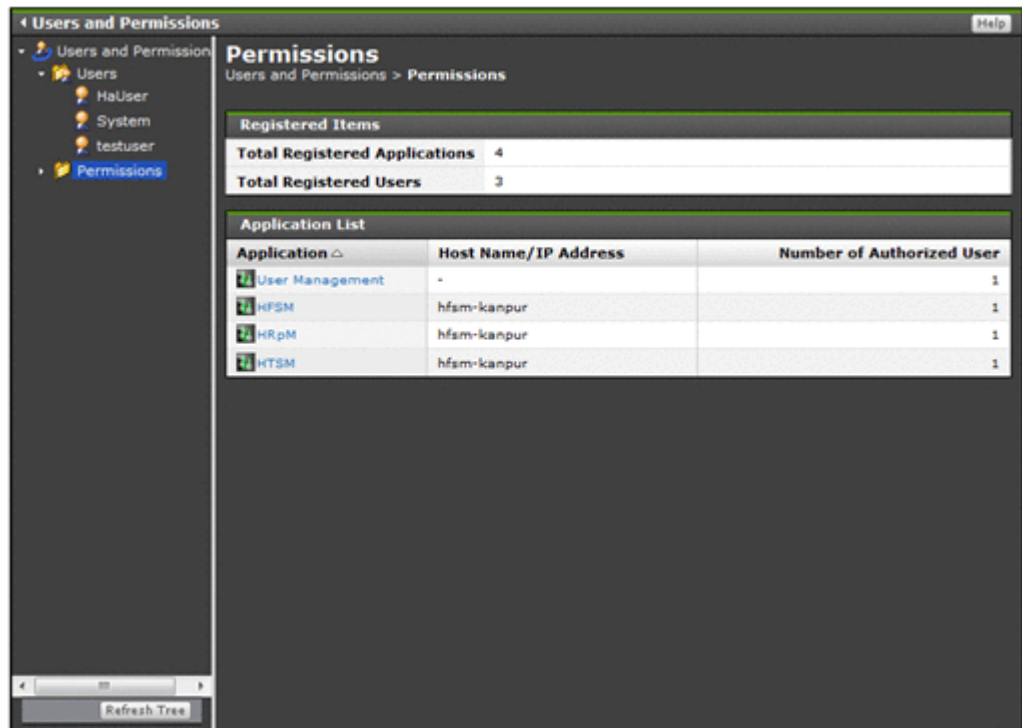 Users and Permissions
Help
Users and Permission
Users
HaUser
System
testuser
Permissions
Refresh Tree
Permissions
Users and Permissions > Permissions
Registered Items
Total Registered Applications 4
Total Registered Users 3
Application List
Application Host Name/IP Address Number of Authorized User
User Management - 1
HFSM hfsm-kanpur 1
HRpM hfsm-kanpur 1
HTSM hfsm-kanpur 1